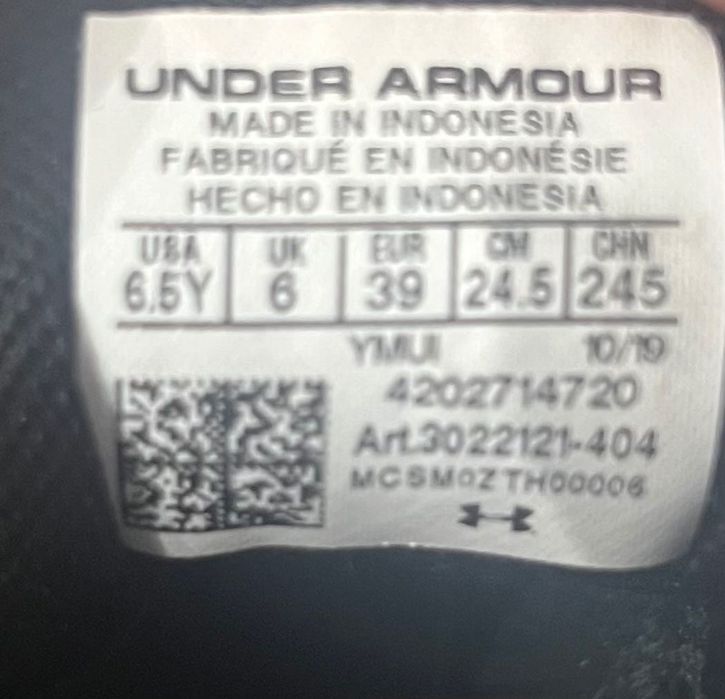 UNDER ARMOUR
MADE IN INDONESIA
FABRIQUÉ EN INDONÉSIE
HECHO EN INDONESIA
USA UK EUR CM CHN
6.5Y 6 39 24.5 245
YMUI 10/19
4202714720
Art.3022121-404
MCSM0ZTH00006